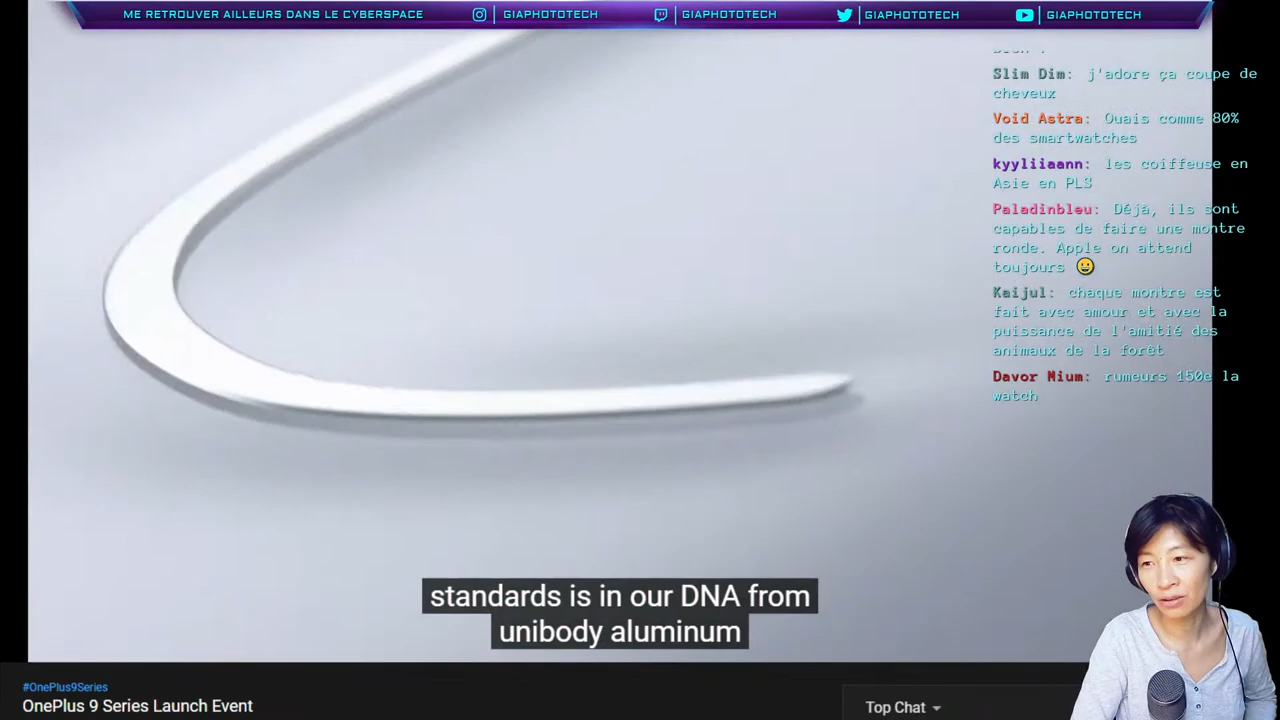 ME RETROUVER AILLEURS DANS LE CYBERSPACE
GIAPHOTOTECH
GIAPHOTOTECH
GIAPHOTOTECH
GIAPHOTOTECH
Slim Dim: j'adore ça coupe de
cheveux
Void Astra: Ouais comme 80%
des smartwatches
kyyliiaann: les coiffeuse en
Asie en PLS
Paladinbleu: Déjà, ils sont
capables de faire une montre
ronde. Apple on attend
toujours 😀
Kaijul: chaque montre est
fait avec amour et avec la
puissance de l'amitié des
animaux de la forêt
Davor Mium: rumeurs 150e la
watch
standards is in our DNA from
unibody aluminum
#OnePlus9Series
OnePlus 9 Series Launch Event
Top Chat